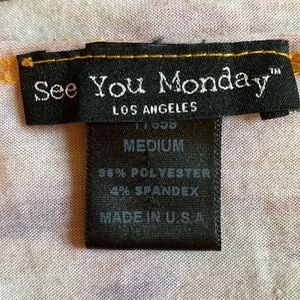 See You Monday™
LOS ANGELES
MEDIUM
96% POLYESTER
4% SPANDEX
MADE IN U.S.A